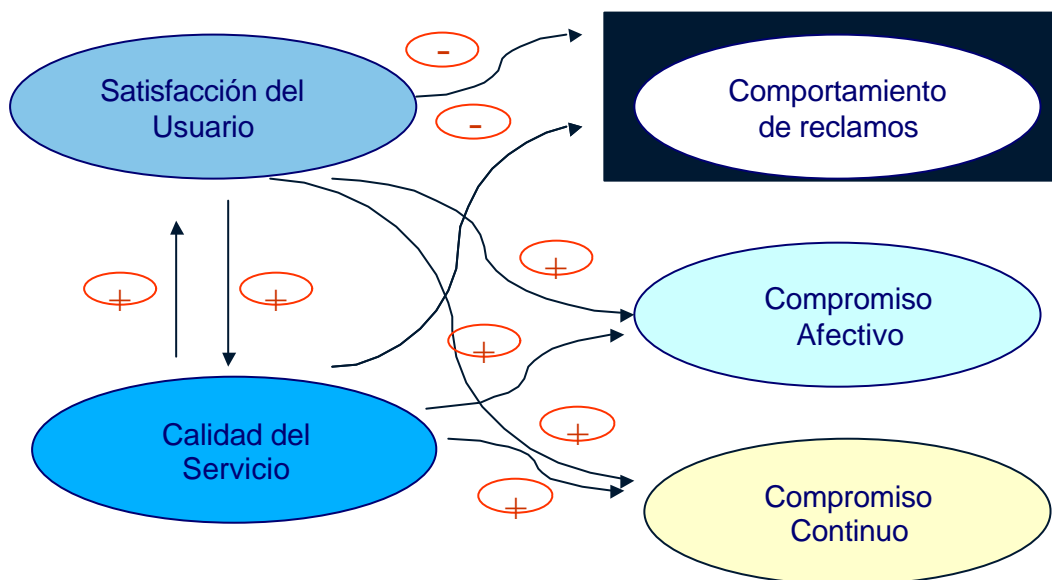 -
Satisfacción del
Usuario
Comportamiento
de reclamos
-
+
+
+
Compromiso
Afectivo
+
Calidad del
Servicio
+
+
Compromiso
Continuo